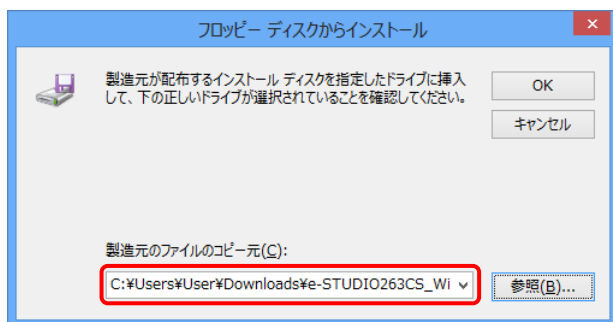 フロッピー ディスクからインストール
製造元が配布するインストール ディスクを指定したドライブに挿入
して、下の正しいドライブが選択されていることを確認してください。
OK
キャンセル
製造元のファイルのコピー元(C):
C:¥Users¥User¥Downloads¥e-STUDIO263CS_Wi
参照(B)...